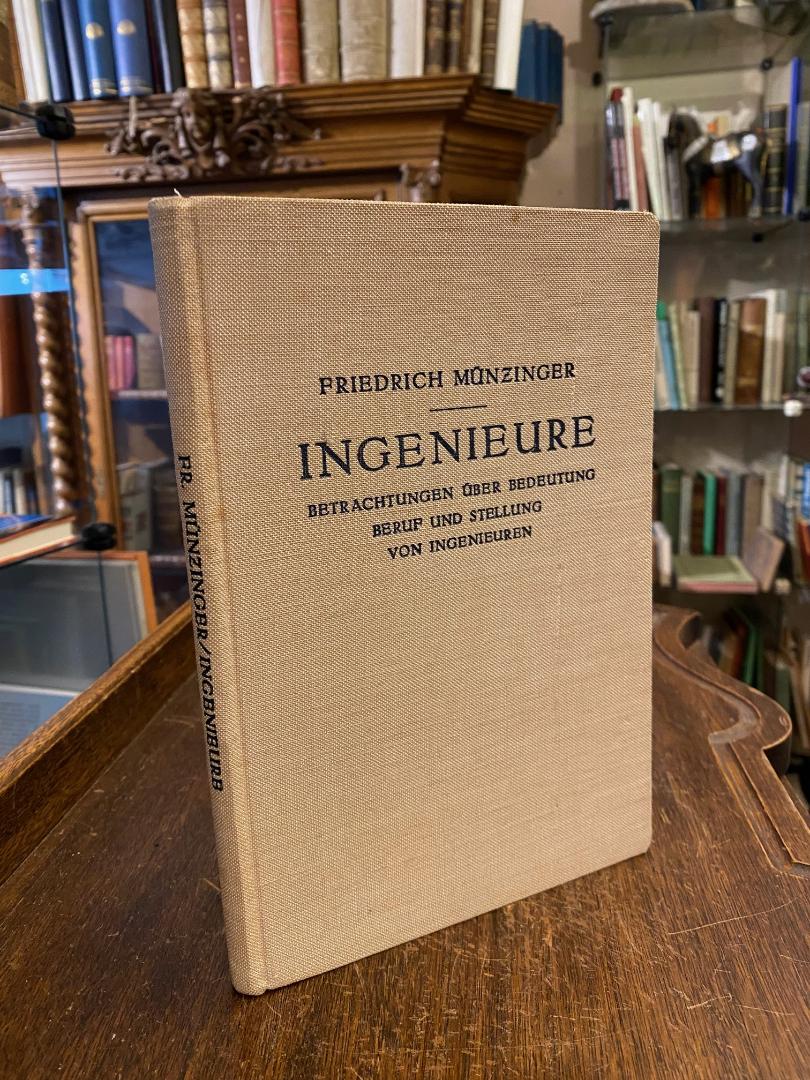 FRIEDRICH MÜNZINGER
INGENIEURE
BETRACHTUNGEN ÜBER BEDEUTUNG
BERUF UND STELLUNG
VON INGENIEUREN
FR. MÜNZINGER/INGENIEURE